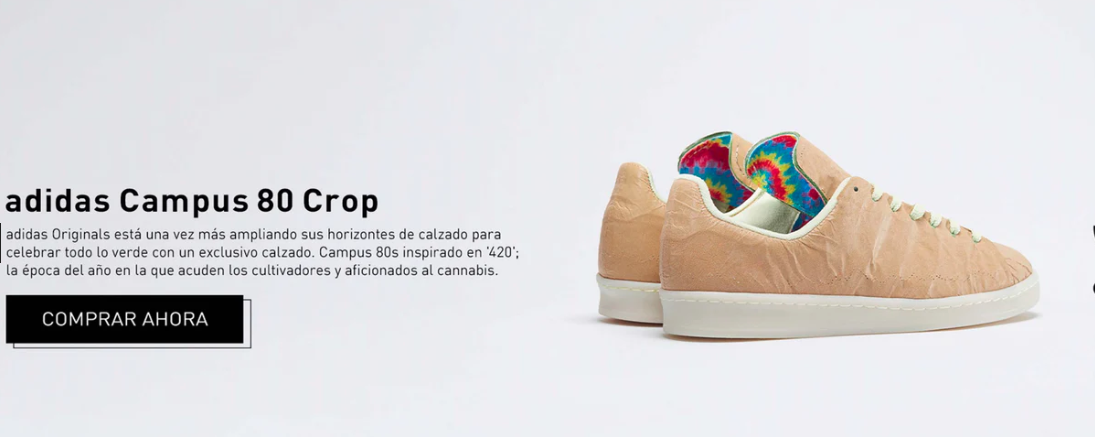 adidas Campus 80 Crop
adidas Originals está una vez más ampliando sus horizontes de calzado para
celebrar todo lo verde con un exclusivo calzado. Campus 80s inspirado en '420';
la época del año en la que acuden los cultivadores y aficionados al cannabis.
COMPRAR AHORA